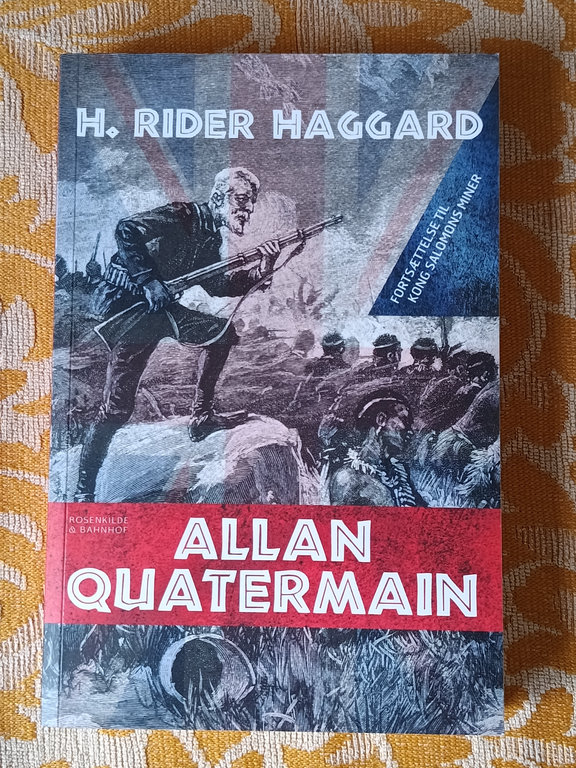 H. RIDER HAGGARD
FORTSÆTTELSE TIL
KONG SALOMONS MINER
ROSENKILDE
& BAHNHOF
ALLAN
QUATERMAIN